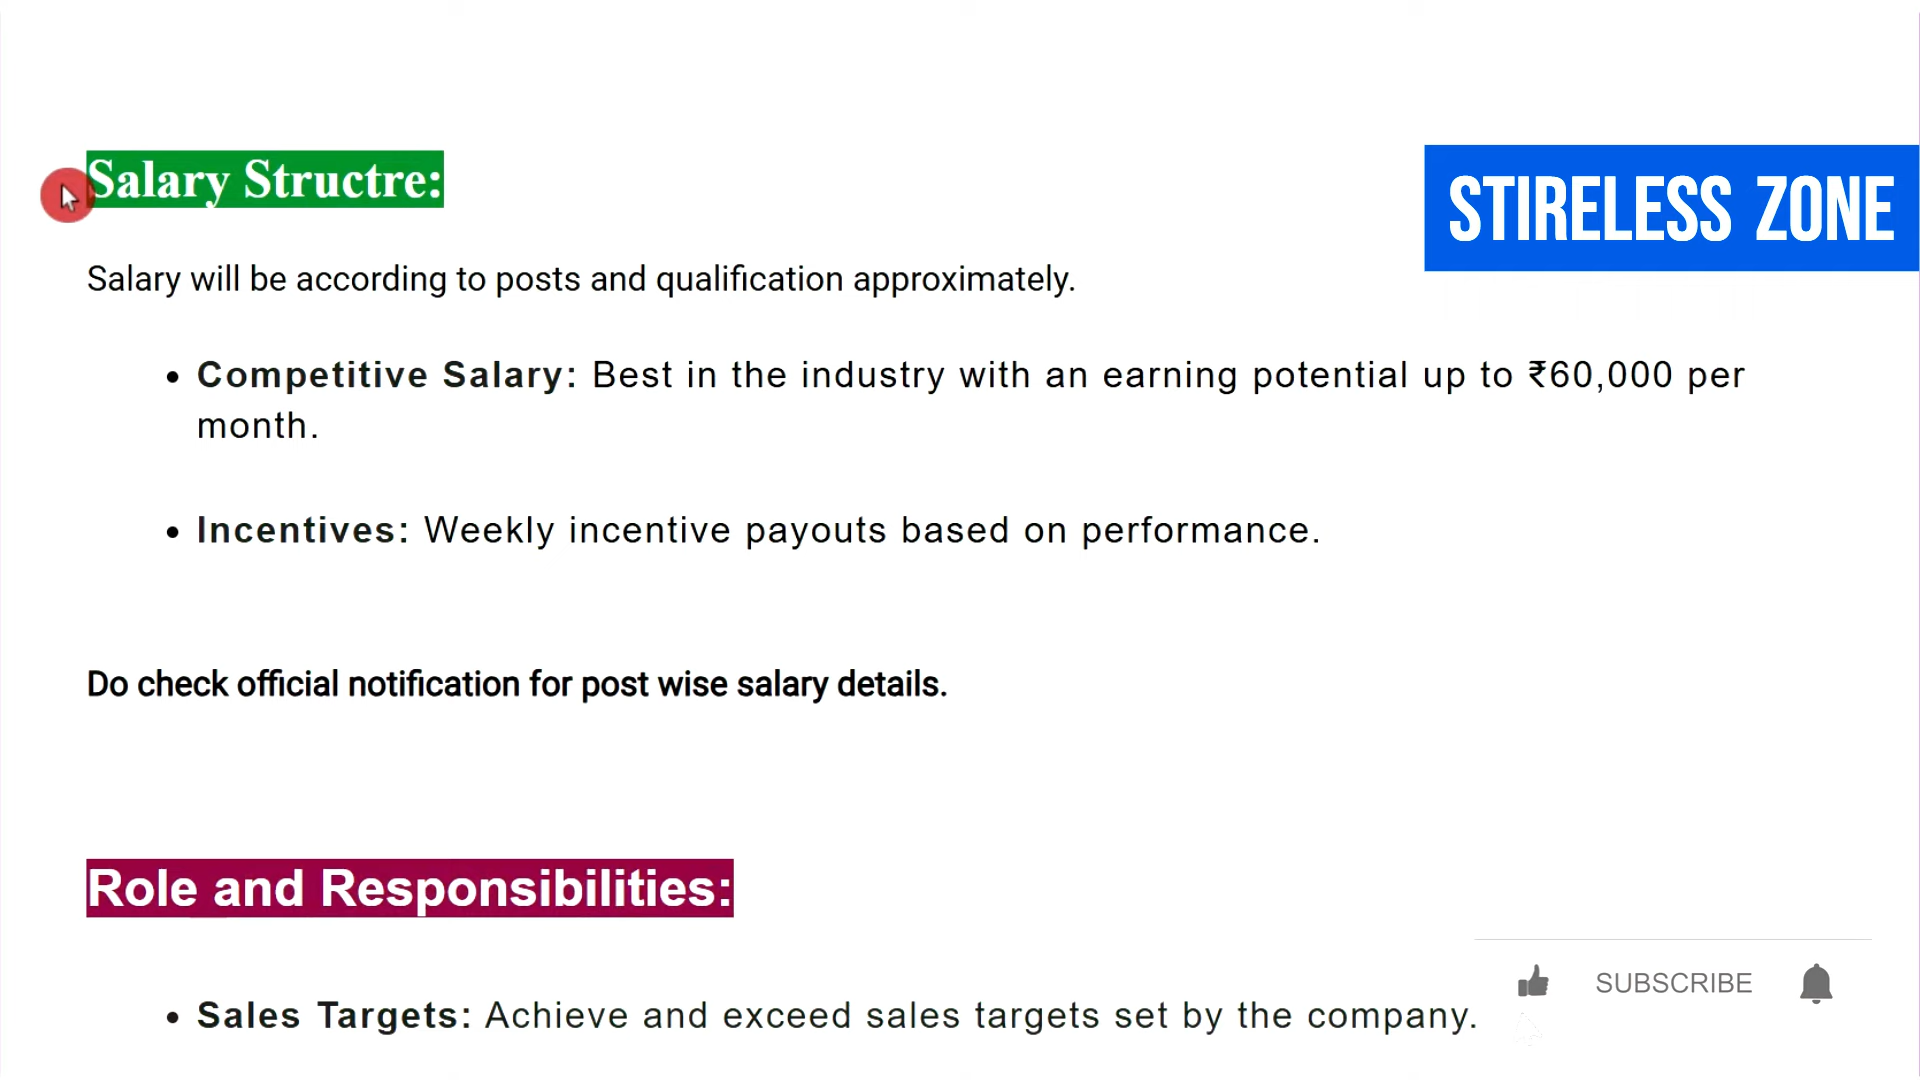 Salary Structre:
STIRELESS ZONE
Salary will be according to posts and qualification approximately.
• Competitive Salary: Best in the industry with an earning potential up to ₹60,000 per
month.
• Incentives: Weekly incentive payouts based on performance.
Do check official notification for post wise salary details.
Role and Responsibilities:
SUBSCRIBE
• Sales Targets: Achieve and exceed sales targets set by the company.